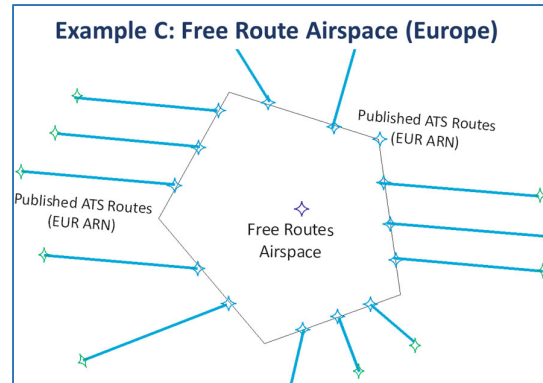 Example C: Free Route Airspace (Europe)
Published ATS Routes
(EUR ARN)
Published ATS Routes
(EUR ARN)
Free Routes
Airspace